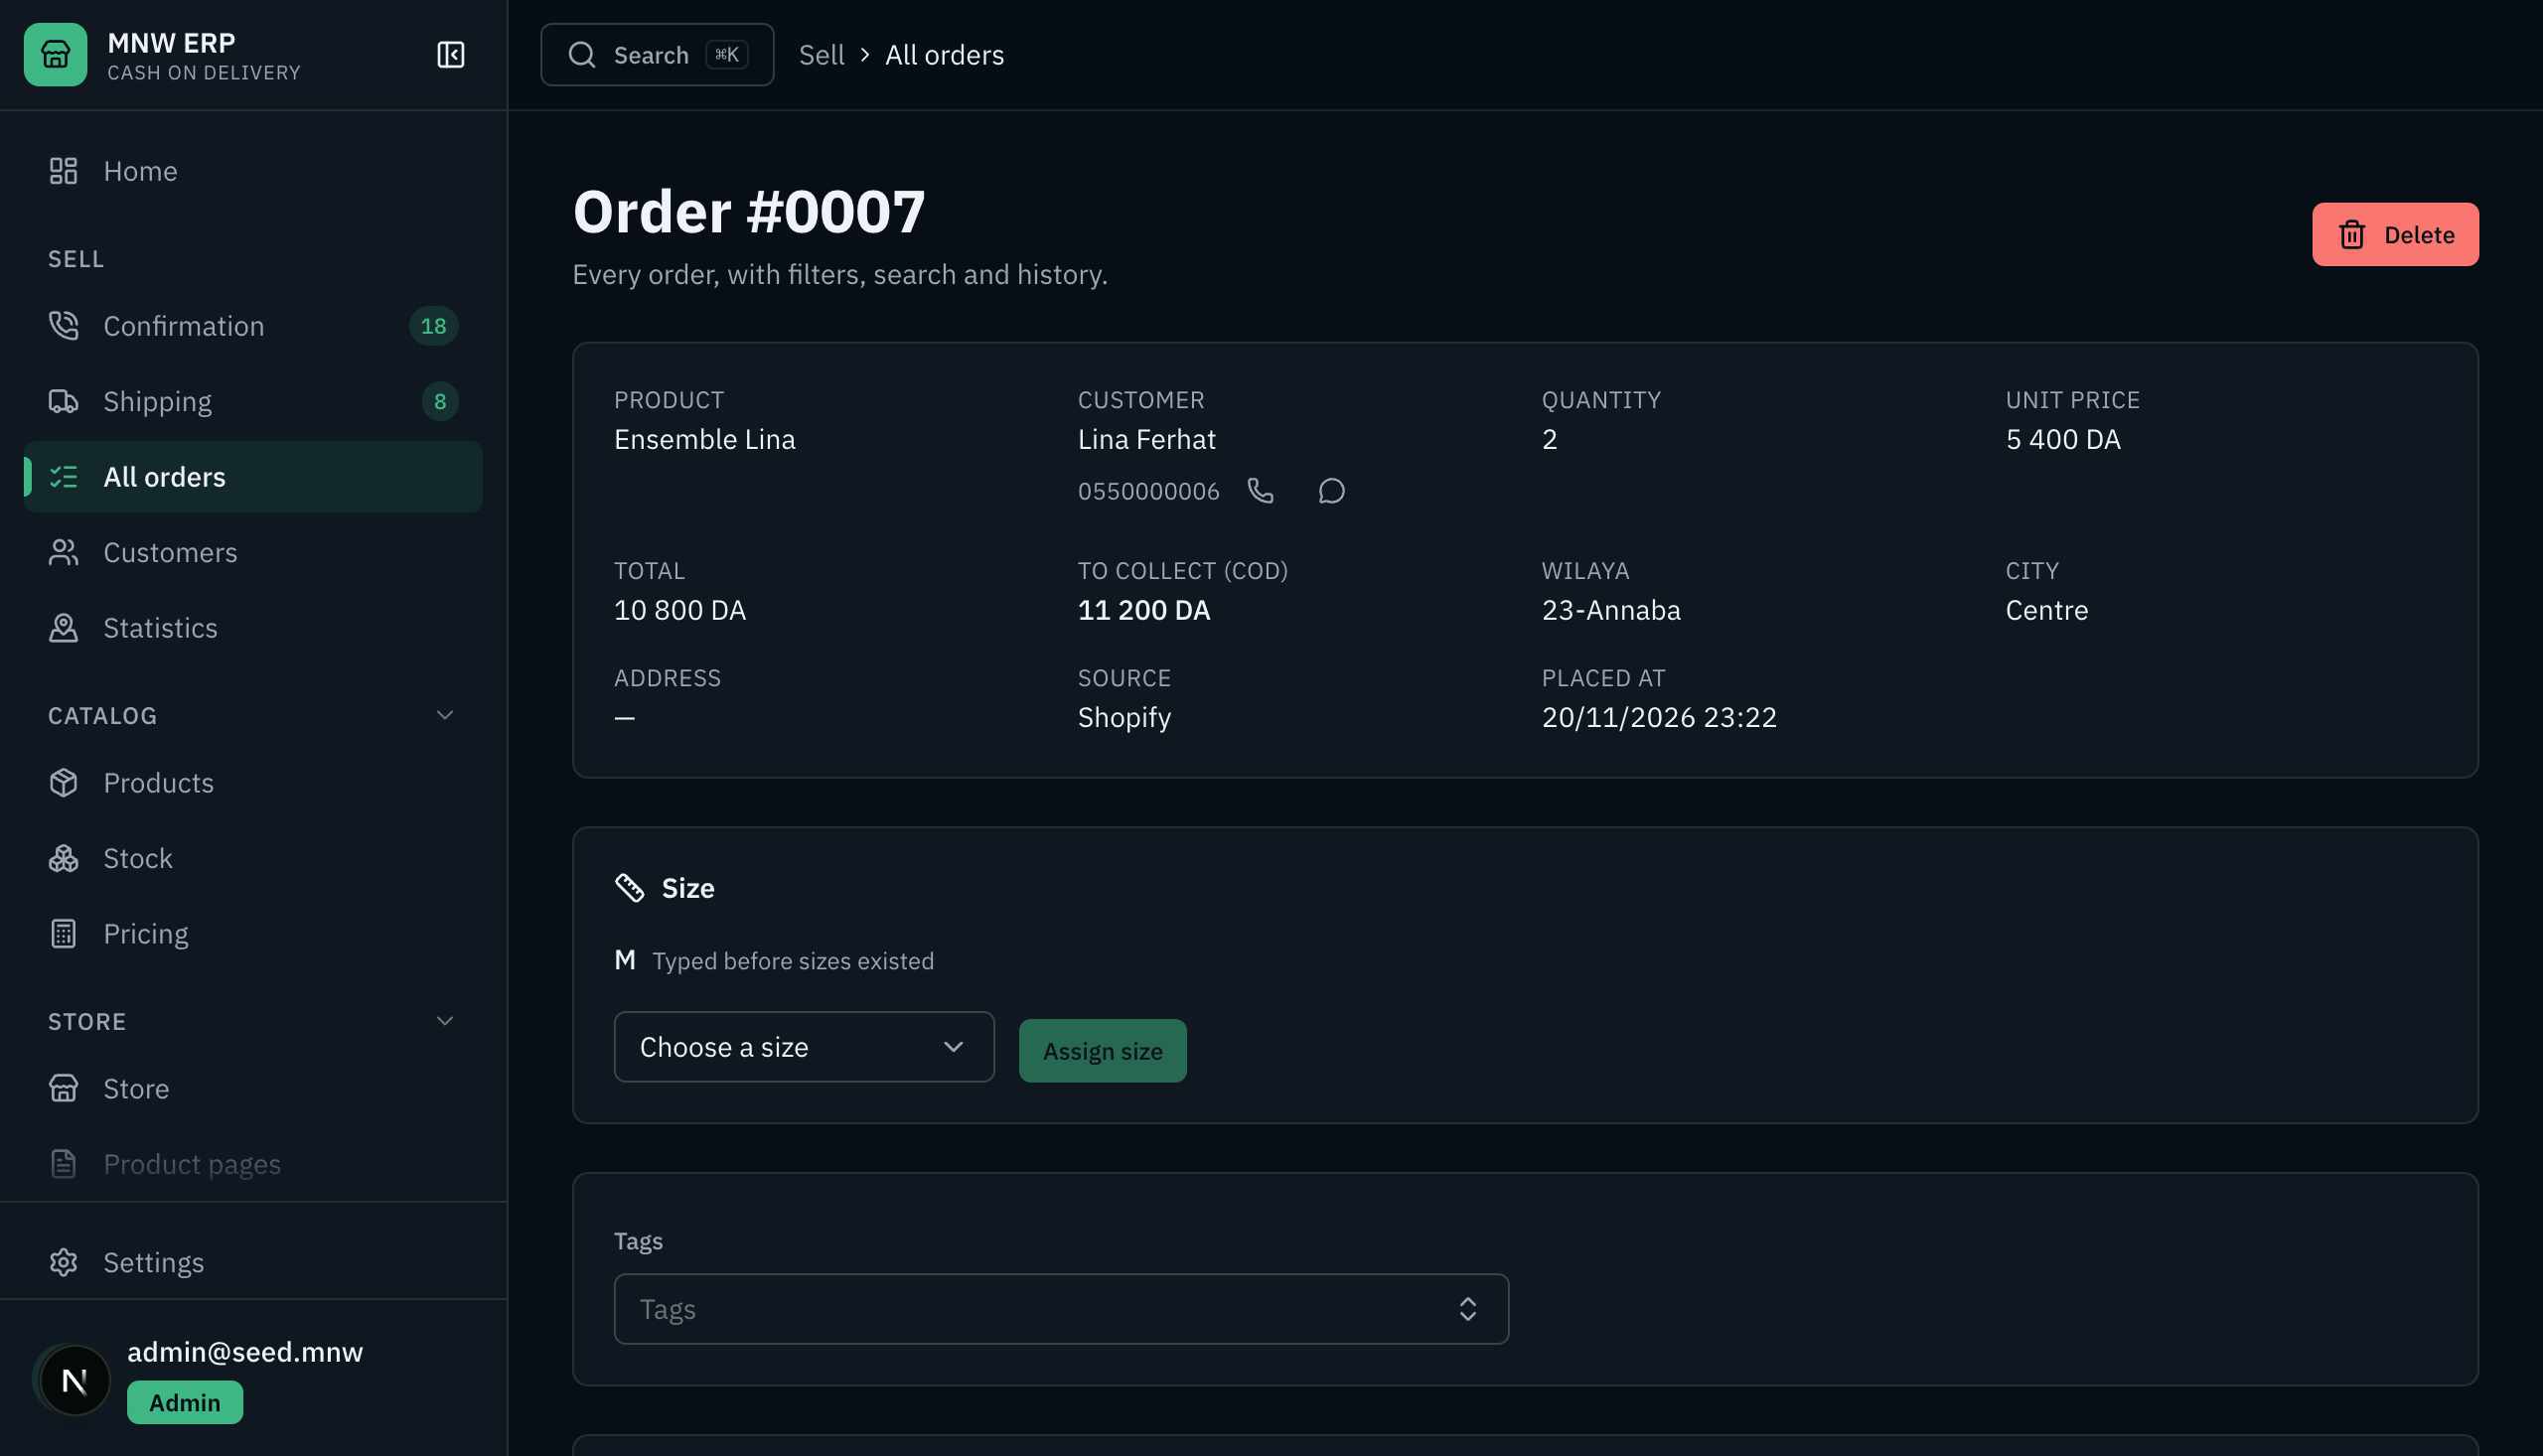 MNW ERP
CASH ON DELIVERY
Search ⌘K
Sell > All orders
Home
SELL
Confirmation 18
Shipping 8
All orders
Customers
Statistics
CATALOG
Products
Stock
Pricing
STORE
Store
Product pages
Settings
N
admin@seed.mnw
Admin
Order #0007
Every order, with filters, search and history.
Delete
PRODUCT
Ensemble Lina
CUSTOMER
Lina Ferhat
0550000006
QUANTITY
2
UNIT PRICE
5 400 DA
TOTAL
10 800 DA
TO COLLECT (COD)
11 200 DA
WILAYA
23-Annaba
CITY
Centre
ADDRESS
—
SOURCE
Shopify
PLACED AT
20/11/2026 23:22
Size
M Typed before sizes existed
Choose a size
Assign size
Tags
Tags